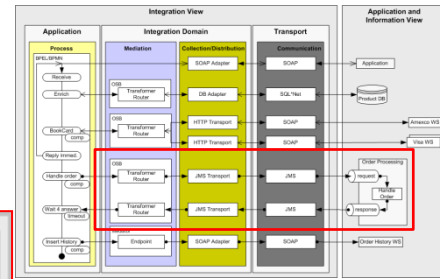 Integration View
Application and
Information View
Application
Integration Domain
Transport
Process
Mediation
Collection/Distribution
Communication
BPEL/BPMN
SOAP Adapter
SOAP
Application
Receive
OSB
Enrich
Transformer
Router
DB Adapter
SQL*Net
Product DB
OSB
HTTP Transport
SOAP
Amexco WS
BookCard
comp
Transformer
Router
HTTP Transport
SOAP
Visa WS
Reply immed.
OSB
Order Processing
Handle order
comp
Transformer
Router
JMS Transport
JMS
request
Handle
Order
Wait 4 answer
timeout
Transformer
Router
JMS Transport
JMS
response
Insert History
comp
Endpoint
SOAP Adapter
SOAP
Order History WS